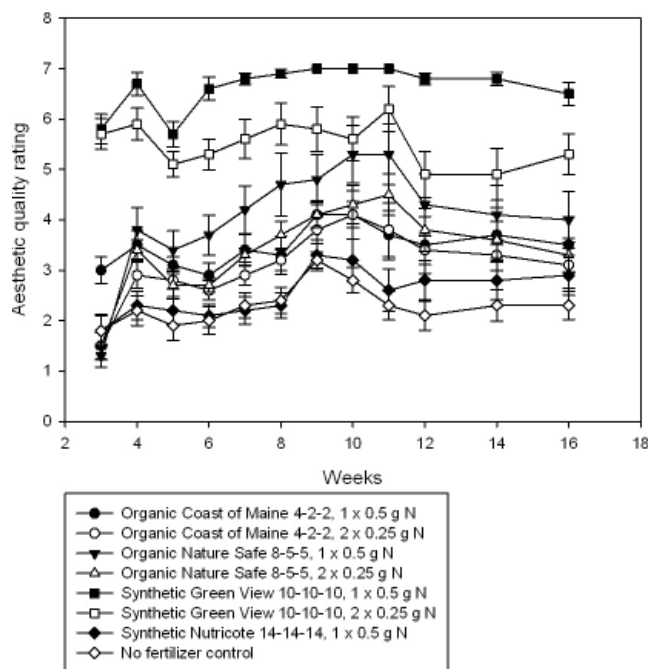 8
7
6
5
4
3
2
1
0
Aesthetic quality rating
2 4 6 8 10 12 14 16 18
Weeks
Organic Coast of Maine 4-2-2, 1 x 0.5 g N
Organic Coast of Maine 4-2-2, 2 x 0.25 g N
Organic Nature Safe 8-5-5, 1 x 0.5 g N
Organic Nature Safe 8-5-5, 2 x 0.25 g N
Synthetic Green View 10-10-10, 1 x 0.5 g N
Synthetic Green View 10-10-10, 2 x 0.25 g N
Synthetic Nutricote 14-14-14, 1 x 0.5 g N
No fertilizer control